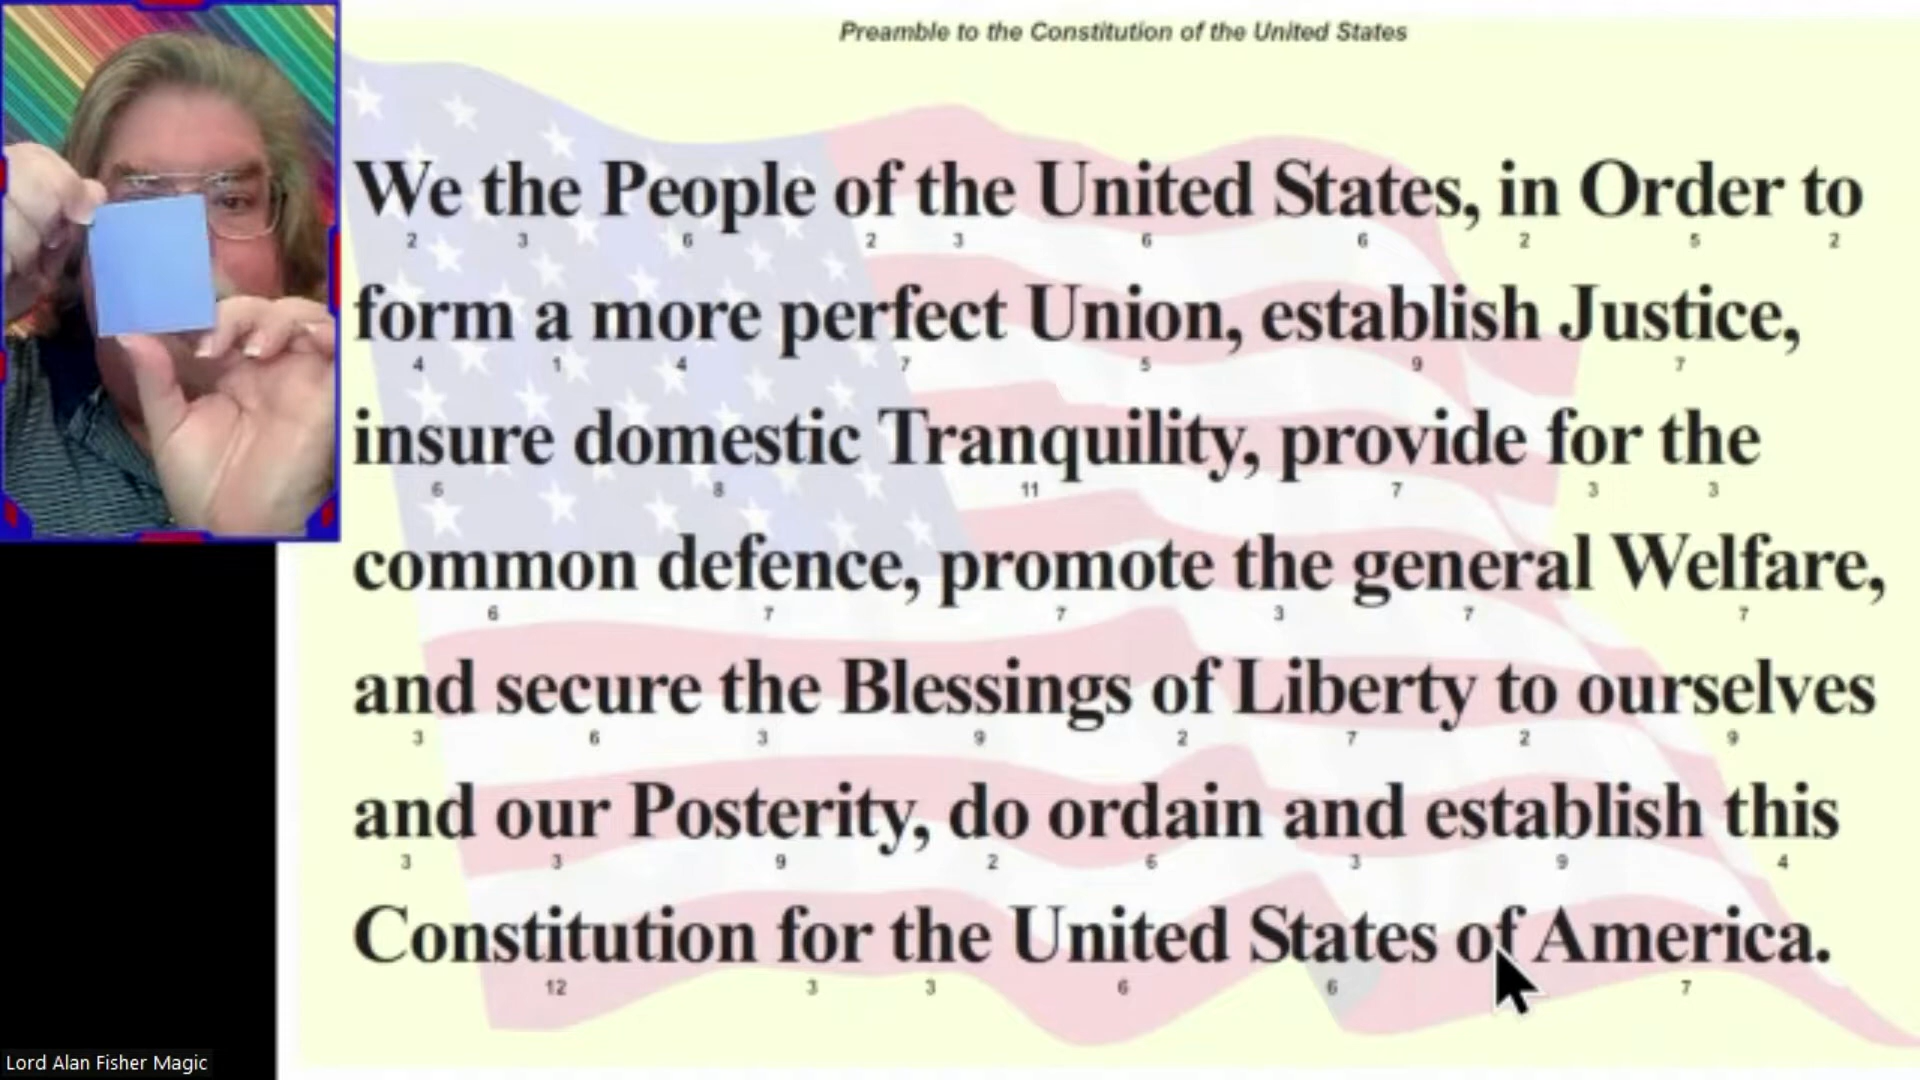 Preamble to the Constitution of the United States
We the People of the United States, in Order to
2 3 6 2 3 6 6 2 5 2
form a more perfect Union, establish Justice,
4 1 4 7 5 9 7
insure domestic Tranquility, provide for the
6 8 11 7 3 3
common defence, promote the general Welfare,
6 7 7 3 7 7
and secure the Blessings of Liberty to ourselves
3 6 3 9 2 7 2 9
and our Posterity, do ordain and establish this
3 3 9 2 6 3 9 4
Constitution for the United States of America.
12 3 3 6 6 7
Lord Alan Fisher Magic